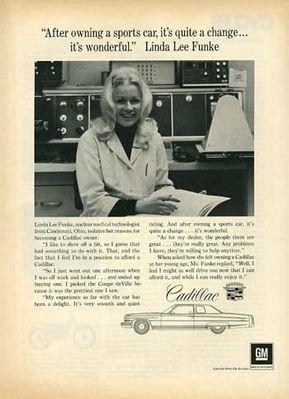 "After owning a sports car, it's quite a change...
it's wonderful." Linda Lee Funke
Linda Lee Funke, nuclear medical technologist
from Cincinnati, Ohio, isolates her reasons for
becoming a Cadillac owner.
"I like to show off a bit, so I guess that
had something to do with it. That, and the
fact that I feel I'm in a position to afford a
Cadillac.
"So I just went out one afternoon when
I was off work and looked . . . and ended up
buying one. I picked the Coupe deVille be-
cause it was the prettiest one I saw.
"My experience so far with the car has
been a delight. It's very smooth and quiet
riding. And after owning a sports car, it's
quite a change . . . it's wonderful.
"As for my dealer, the people there are
great . . . they're really great. Any problems
I have, they're willing to help anytime."
When asked how she felt owning a Cadillac
at her young age, Ms. Funke replied, "Well, I
feel I might as well drive one now that I can
afford it, and while I can really enjoy it."
Cadillac
GM